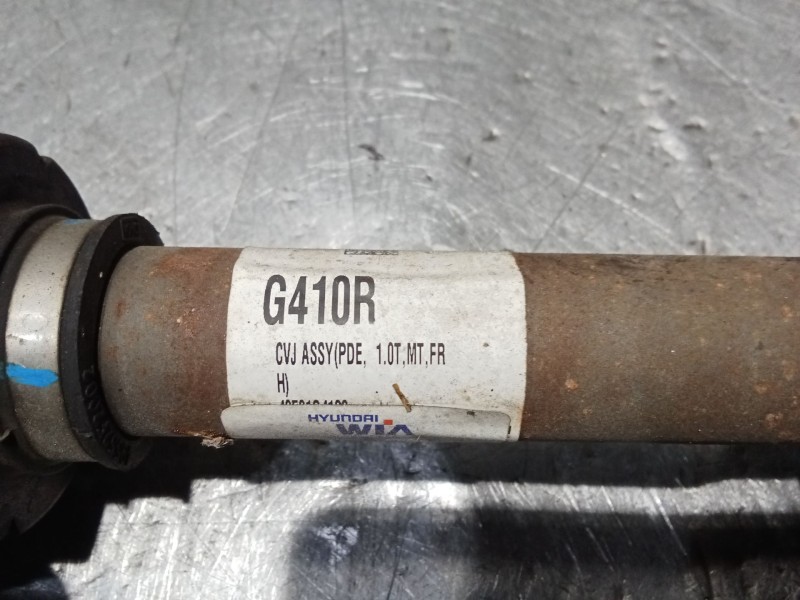 G410R
CVJ ASSY(PDE, 1.0T,MT,FR
H)
HYUNDAI
WIA